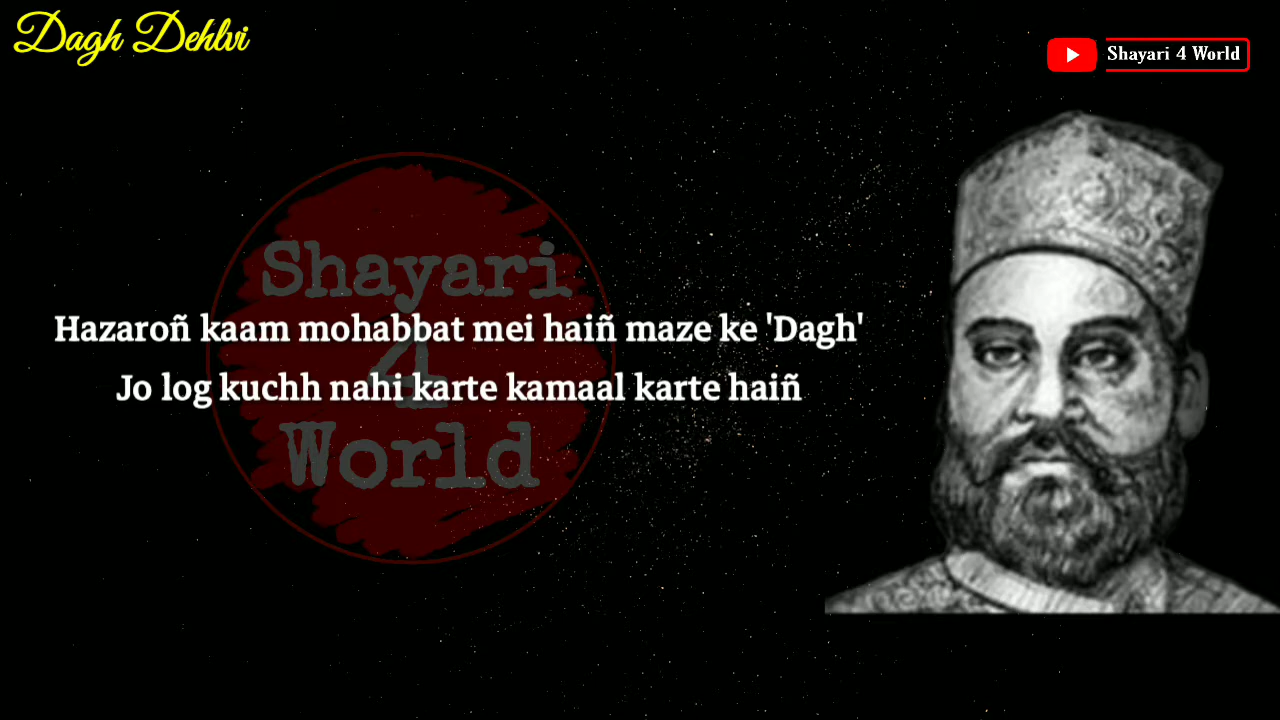 Dagh Dehlvi
Shayari 4 World
Shayari
Hazaroñ kaam mohabbat mei haiñ maze ke 'Dagh'
4
Jo log kuchh nahi karte kamaal karte haiñ
World